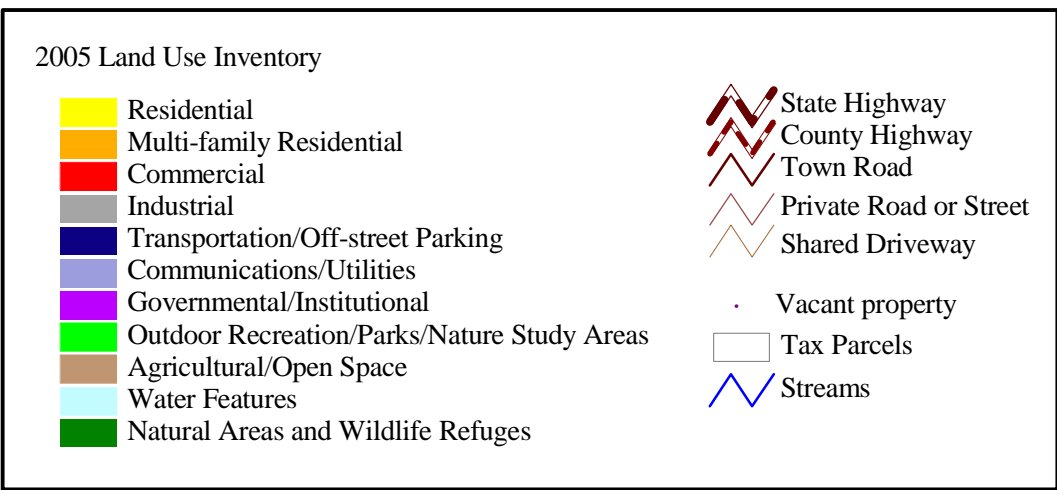 2005 Land Use Inventory
Residential
Multi-family Residential
Commercial
Industrial
Transportation/Off-street Parking
Communications/Utilities
Governmental/Institutional
Outdoor Recreation/Parks/Nature Study Areas
Agricultural/Open Space
Water Features
Natural Areas and Wildlife Refuges
State Highway
County Highway
Town Road
Private Road or Street
Shared Driveway
Vacant property
Tax Parcels
Streams